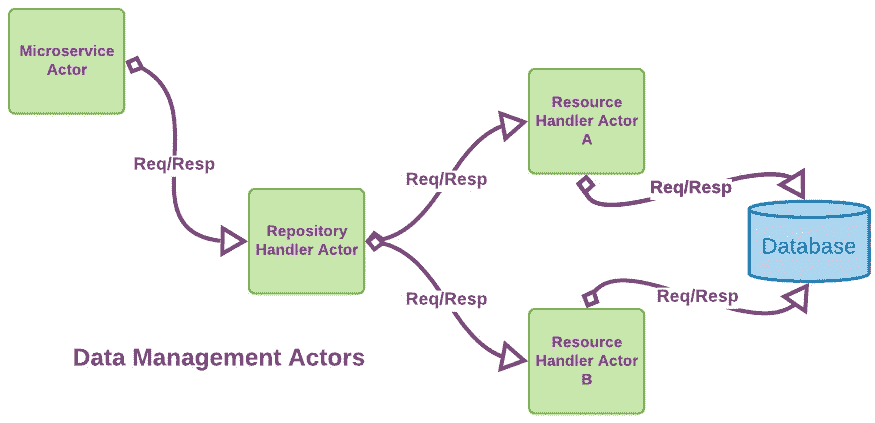 Microservice
Actor
Req/Resp
Repository
Handler Actor
Req/Resp
Req/Resp
Resource
Handler Actor
A
Req/Resp
Database
Req/Resp
Resource
Handler Actor
B
Data Management Actors